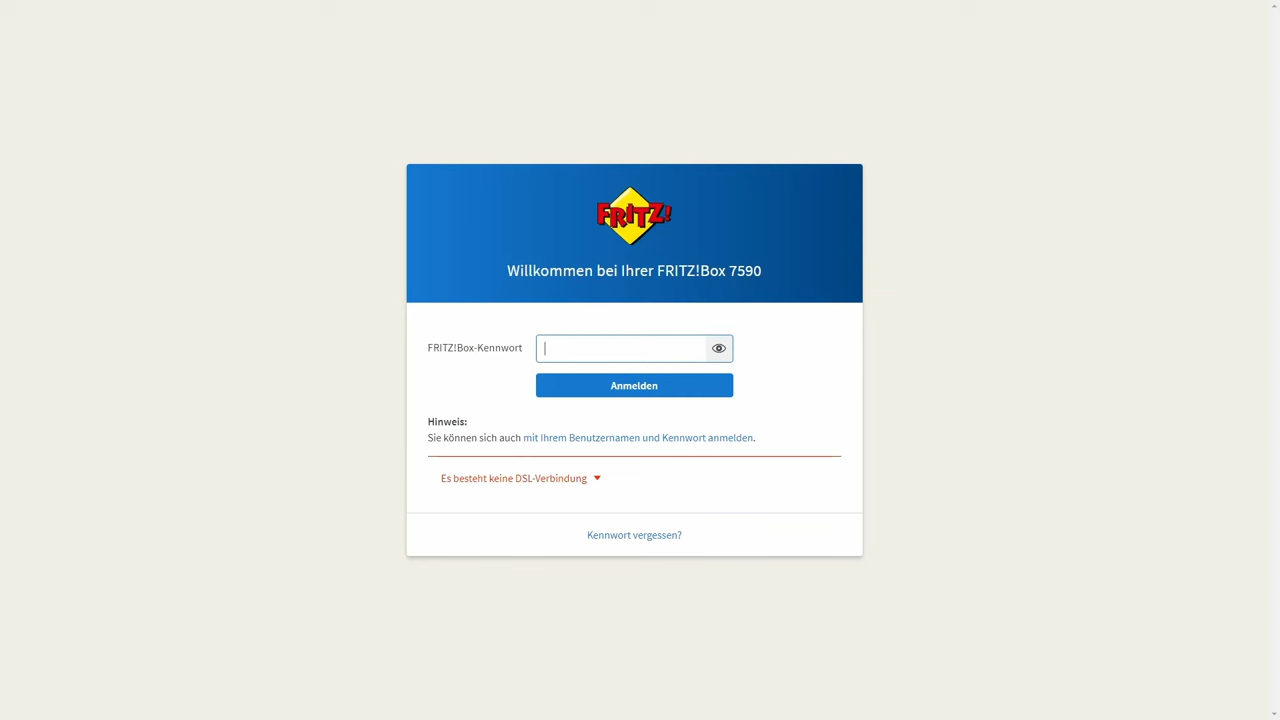 FRITZ!
Willkommen bei Ihrer FRITZ!Box 7590
FRITZ!Box-Kennwort
Anmelden
Hinweis:
Sie können sich auch mit Ihrem Benutzernamen und Kennwort anmelden.
Es besteht keine DSL-Verbindung
Kennwort vergessen?